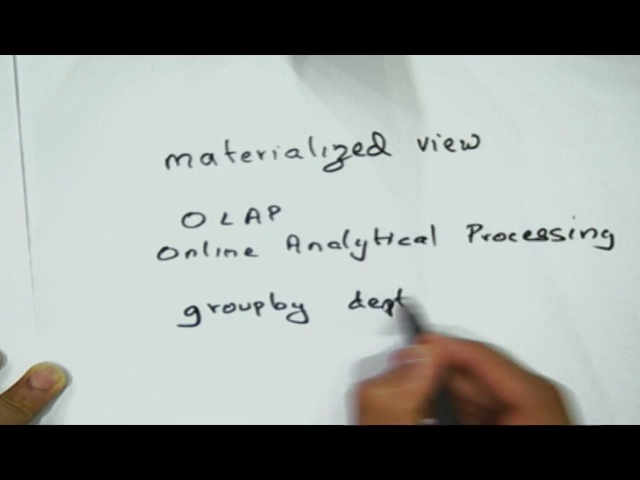 materialized view
OLAP
Online Analytical Processing
groupby dept